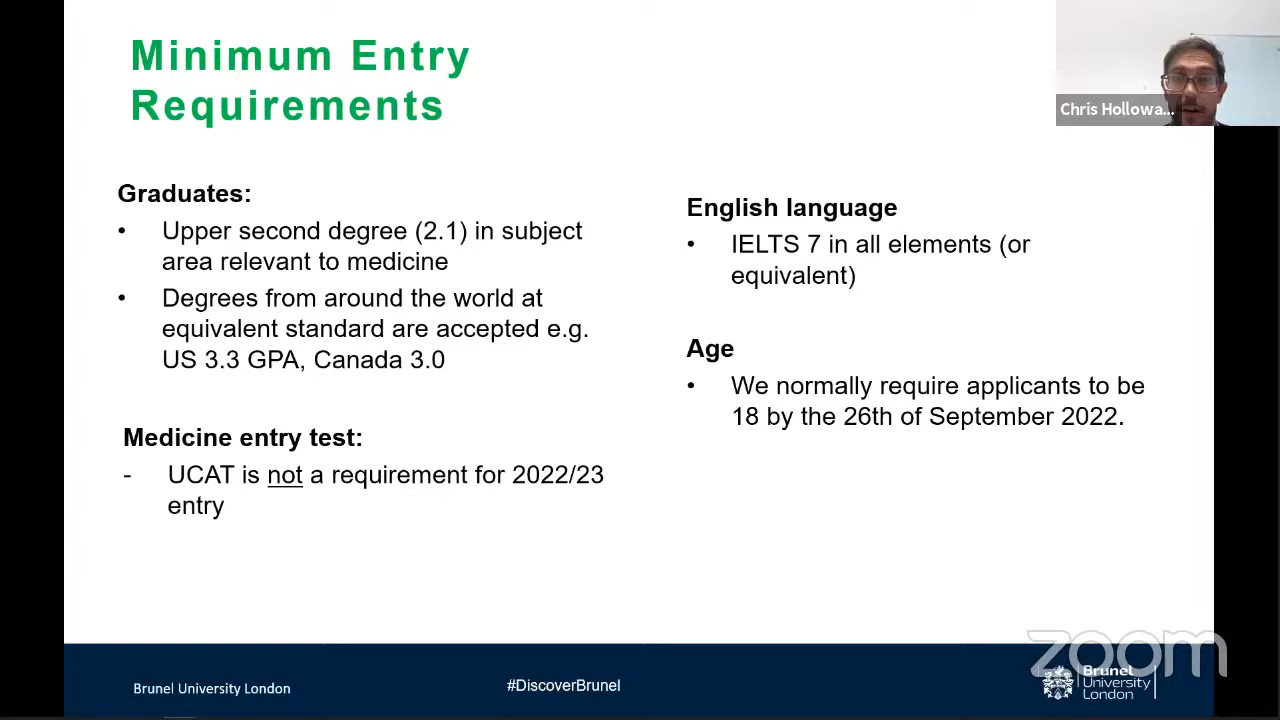 Minimum Entry
Requirements
Chris Hollowa...
Graduates:
• Upper second degree (2.1) in subject
area relevant to medicine
• Degrees from around the world at
equivalent standard are accepted e.g.
US 3.3 GPA, Canada 3.0
Medicine entry test:
- UCAT is not a requirement for 2022/23
entry
English language
• IELTS 7 in all elements (or
equivalent)
Age
• We normally require applicants to be
18 by the 26th of September 2022.
zoom
Brunel University London
#DiscoverBrunel
Brunel
University
London